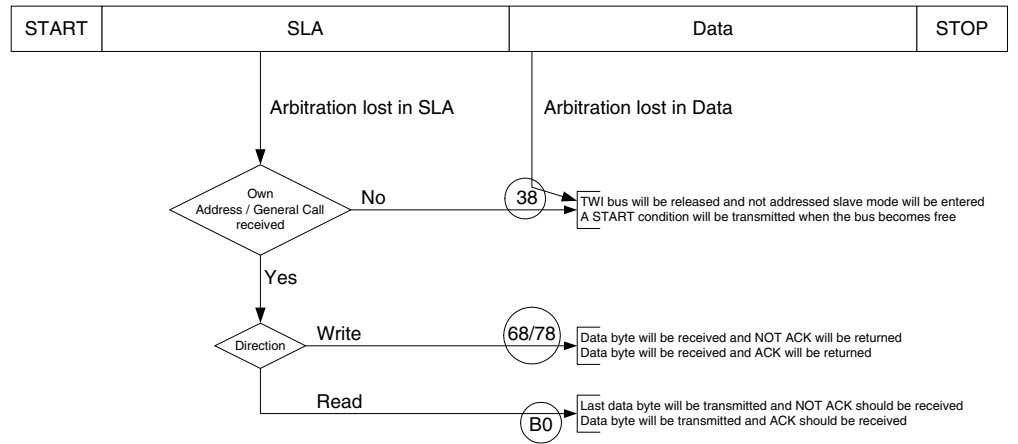 START SLA Data STOP
Arbitration lost in SLA Arbitration lost in Data
Own
Address / General Call
received
No
38
TWI bus will be released and not addressed slave mode will be entered
A START condition will be transmitted when the bus becomes free
Yes
Direction
Write
68/78
Data byte will be received and NOT ACK will be returned
Data byte will be received and ACK will be returned
Read
B0
Last data byte will be transmitted and NOT ACK should be received
Data byte will be transmitted and ACK should be received